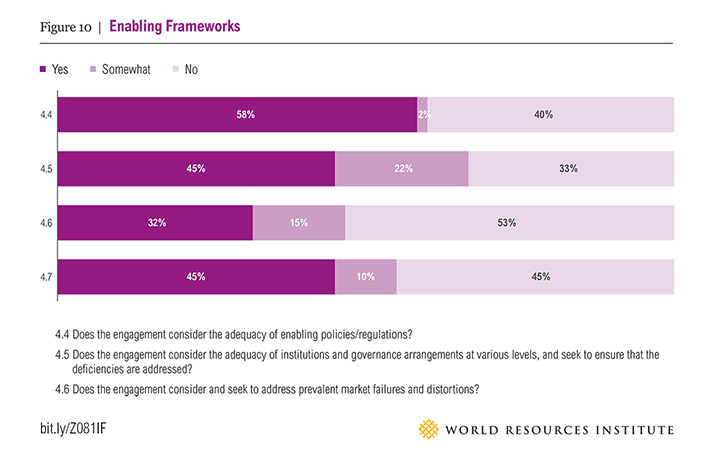 Figure 10 | Enabling Frameworks
Yes Somewhat No
4.4 58% 2% 40%
4.5 45% 22% 33%
4.6 32% 15% 53%
4.7 45% 10% 45%
4.4 Does the engagement consider the adequacy of enabling policies/regulations?
4.5 Does the engagement consider the adequacy of institutions and governance arrangements at various levels, and seek to ensure that the
deficiencies are addressed?
4.6 Does the engagement consider and seek to address prevalent market failures and distortions?
bit.ly/Z081IF
WORLD RESOURCES INSTITUTE